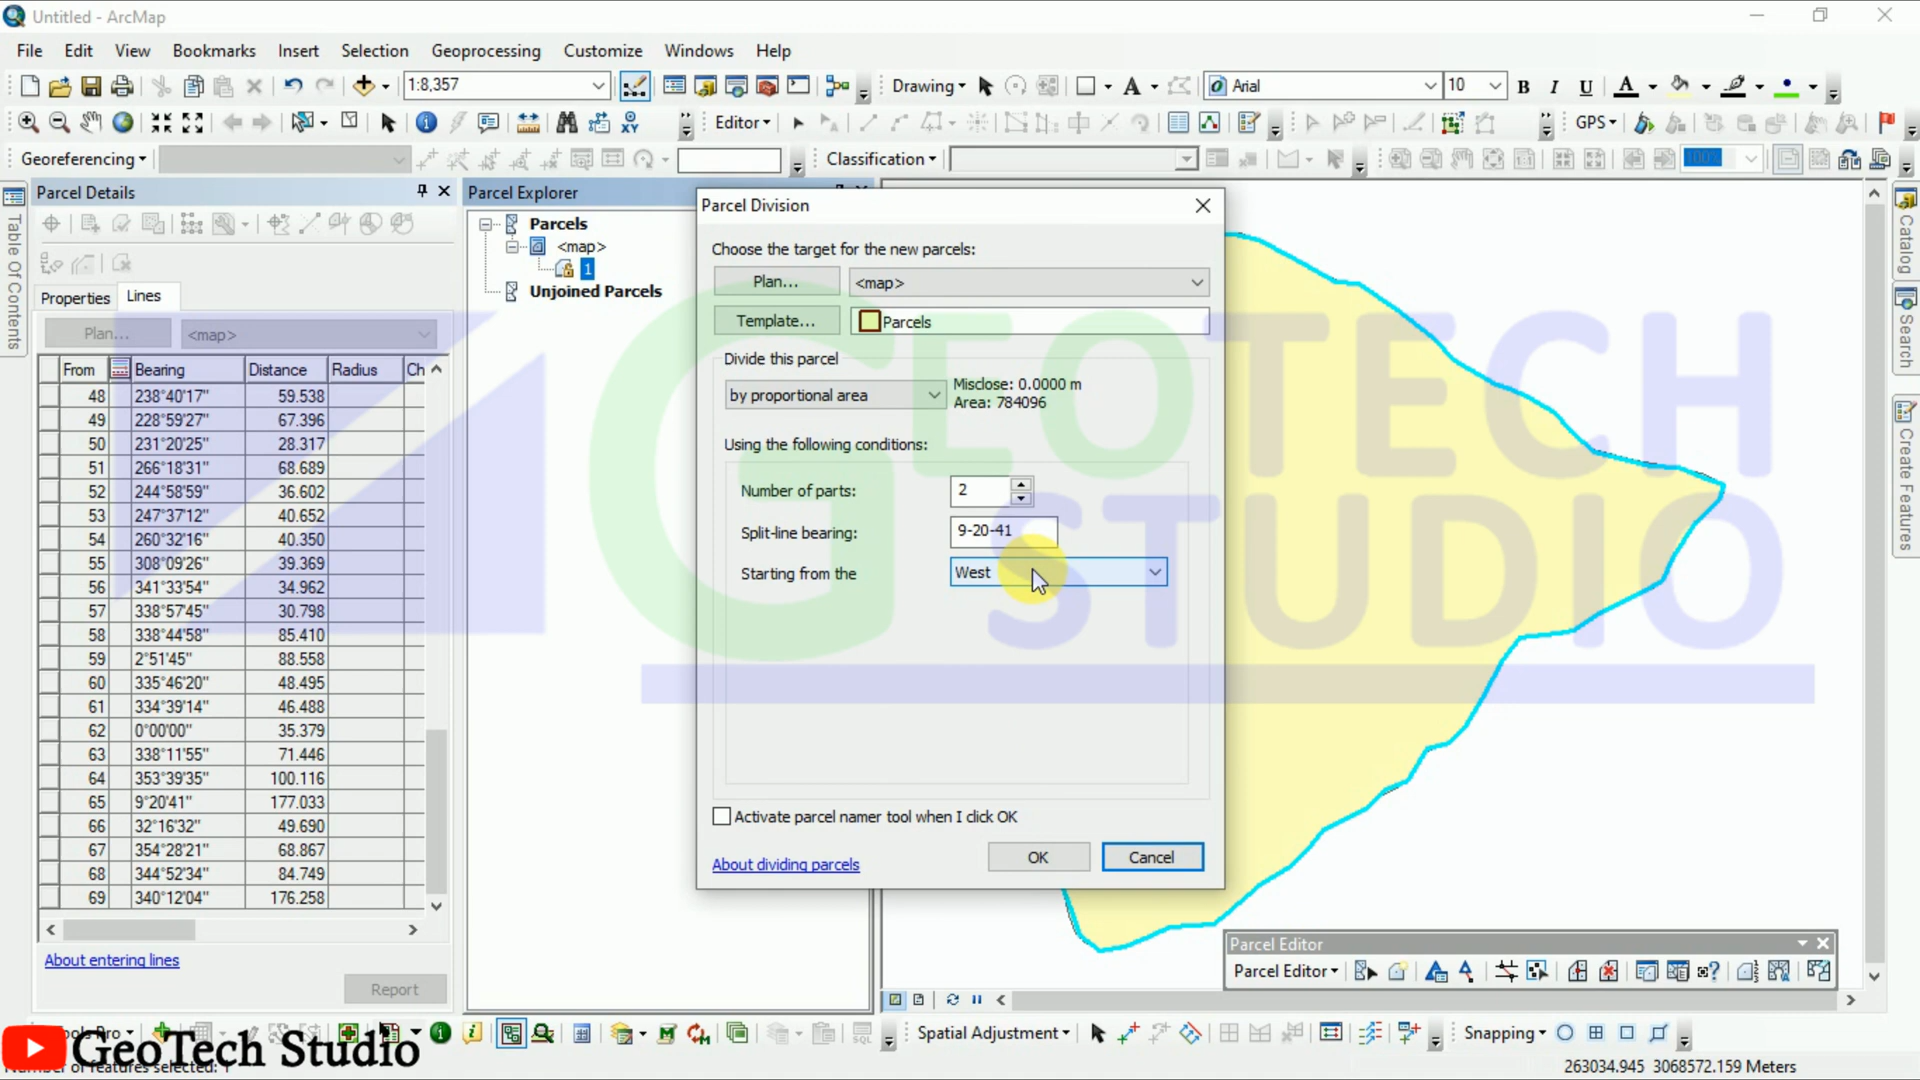 Untitled - ArcMap
File Edit View Bookmarks Insert Selection Geoprocessing Customize Windows Help
1:8,357 Drawing Arial 10 B I U A
Editor GPS
Georeferencing Classification 100%
Parcel Details
Properties Lines
Plan... <map>
From Bearing Distance Radius Ch
48 238°40'17" 59.538
49 228°59'27" 67.396
50 231°20'25" 28.317
51 266°18'31" 68.689
52 244°58'59" 36.602
53 247°37'12" 40.652
54 260°32'16" 40.350
55 308°09'26" 39.369
56 341°33'54" 34.962
57 338°57'45" 30.798
58 338°44'58" 85.410
59 2°51'45" 88.558
60 335°46'20" 48.495
61 334°39'14" 46.488
62 0°00'00" 35.379
63 338°11'55" 71.446
64 353°39'35" 100.116
65 9°20'41" 177.033
66 32°16'32" 49.690
67 354°28'21" 68.867
68 344°52'34" 84.749
69 340°12'04" 176.258
About entering lines
Report
Table Of Contents
Parcel Explorer
Parcels
<map>
1
Unjoined Parcels
Parcel Division
Choose the target for the new parcels:
Plan... <map>
Template... Parcels
Divide this parcel
by proportional area
Misclose: 0.0000 m
Area: 784096
Using the following conditions:
Number of parts: 2
Split-line bearing: 9-20-41
Starting from the West
Activate parcel namer tool when I click OK
About dividing parcels
OK Cancel
GEOTECH
STUDIO
Catalog
Search
Create Features
Parcel Editor
Parcel Editor
GeoTech Studio
Spatial Adjustment Snapping
Number of features selected: 1
263034.945 3068572.159 Meters